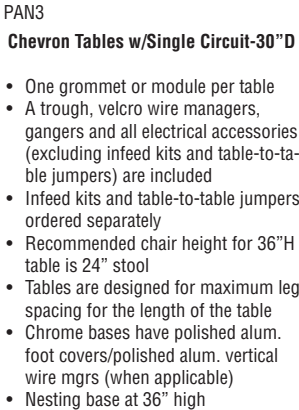 PAN3
Chevron Tables w/Single Circuit-30”D
• One grommet or module per table
• A trough, velcro wire managers,
gangers and all electrical accessories
(excluding infeed kits and table-to-ta-
ble jumpers) are included
• Infeed kits and table-to-table jumpers
ordered separately
• Recommended chair height for 36”H
table is 24” stool
• Tables are designed for maximum leg
spacing for the length of the table
• Chrome bases have polished alum.
foot covers/polished alum. vertical
wire mgrs (when applicable)
• Nesting base at 36” high